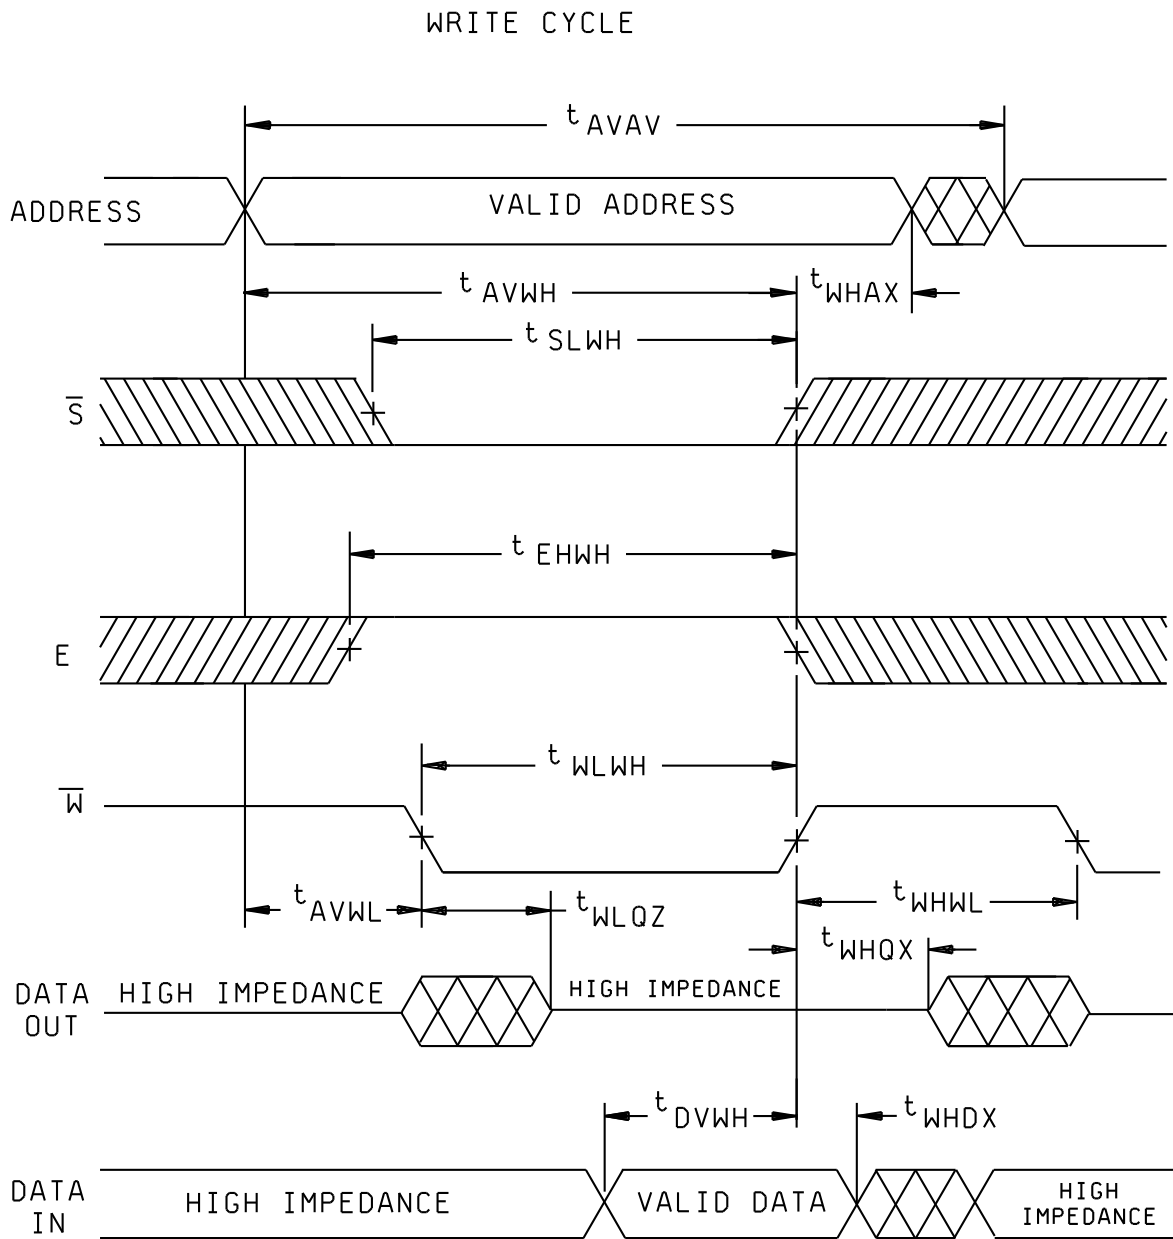 WRITE CYCLE
t AVAV
ADDRESS
VALID ADDRESS
t AVWH
t WHAX
t SLWH
S̅
t EHWH
E
t WLWH
W̅
t AVWL
t WLQZ
t WHWL
t WHQX
DATA OUT
HIGH IMPEDANCE
HIGH IMPEDANCE
t DVWH
t WHDX
DATA IN
HIGH IMPEDANCE
VALID DATA
HIGH
IMPEDANCE